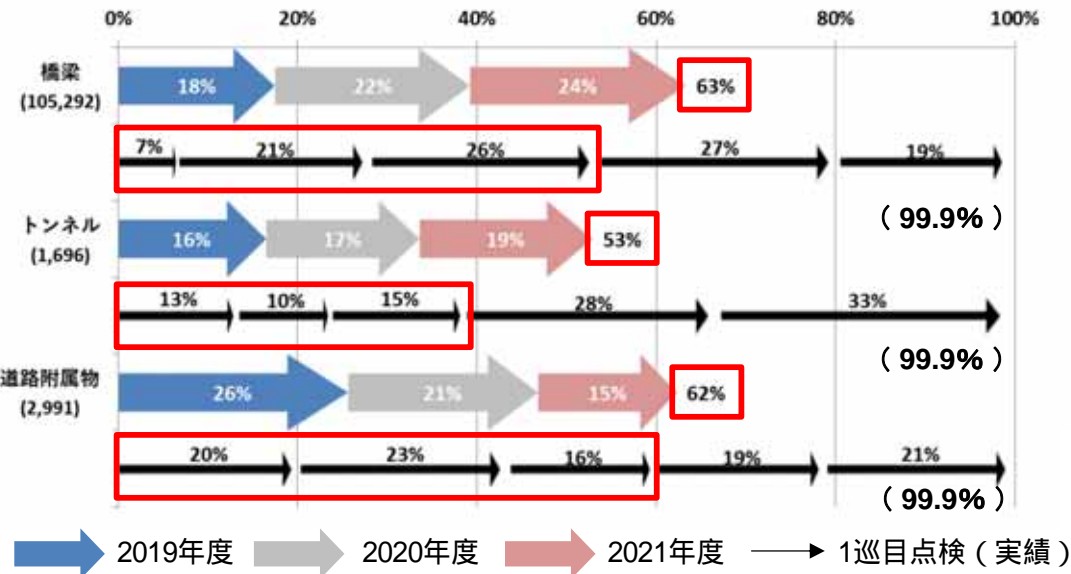 0% 20% 40% 60% 80% 100%
橋梁
(105,292)
18% 22% 24% 63%
7% 21% 26% 27% 19%
（99.9%）
トンネル
(1,696)
16% 17% 19% 53%
13% 10% 15% 28% 33%
（99.9%）
道路附属物
(2,991)
26% 21% 15% 62%
20% 23% 16% 19% 21%
（99.9%）
2019年度 2020年度 2021年度 1巡目点検（実績）